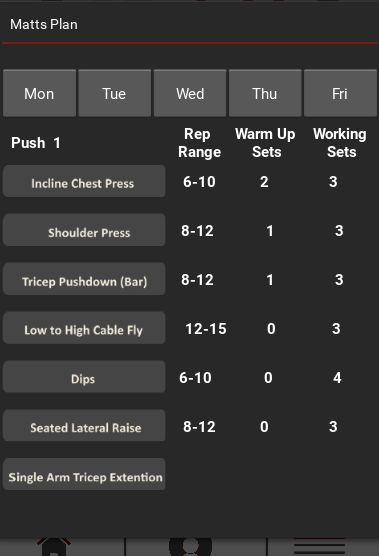 Matts Plan
Mon Tue Wed Thu Fri
Push 1 Rep Range Warm Up Sets Working Sets
Incline Chest Press 6-10 2 3
Shoulder Press 8-12 1 3
Tricep Pushdown (Bar) 8-12 1 3
Low to High Cable Fly 12-15 0 3
Dips 6-10 0 4
Seated Lateral Raise 8-12 0 3
Single Arm Tricep Extention